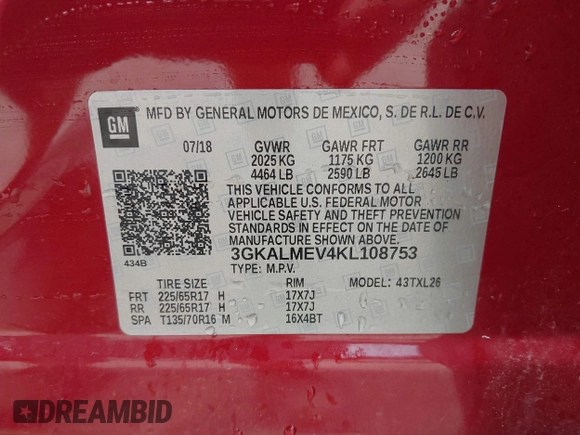 GM
MFD BY GENERAL MOTORS DE MEXICO, S. DE R.L. DE C.V.
07/18 GVWR GAWR FRT GAWR RR
2025 KG 1175 KG 1200 KG
4464 LB 2590 LB 2645 LB
THIS VEHICLE CONFORMS TO ALL
APPLICABLE U.S. FEDERAL MOTOR
VEHICLE SAFETY AND THEFT PREVENTION
STANDARDS IN EFFECT ON THE DATE OF
MANUFACTURE SHOWN ABOVE.
434B
3GKALMEV4KL108753
TYPE: M.P.V.
TIRE SIZE RIM MODEL: 43TXL26
FRT 225/65R17 H 17X7J
RR 225/65R17 H 17X7J
SPA T135/70R16 M 16X4BT
DREAMBID